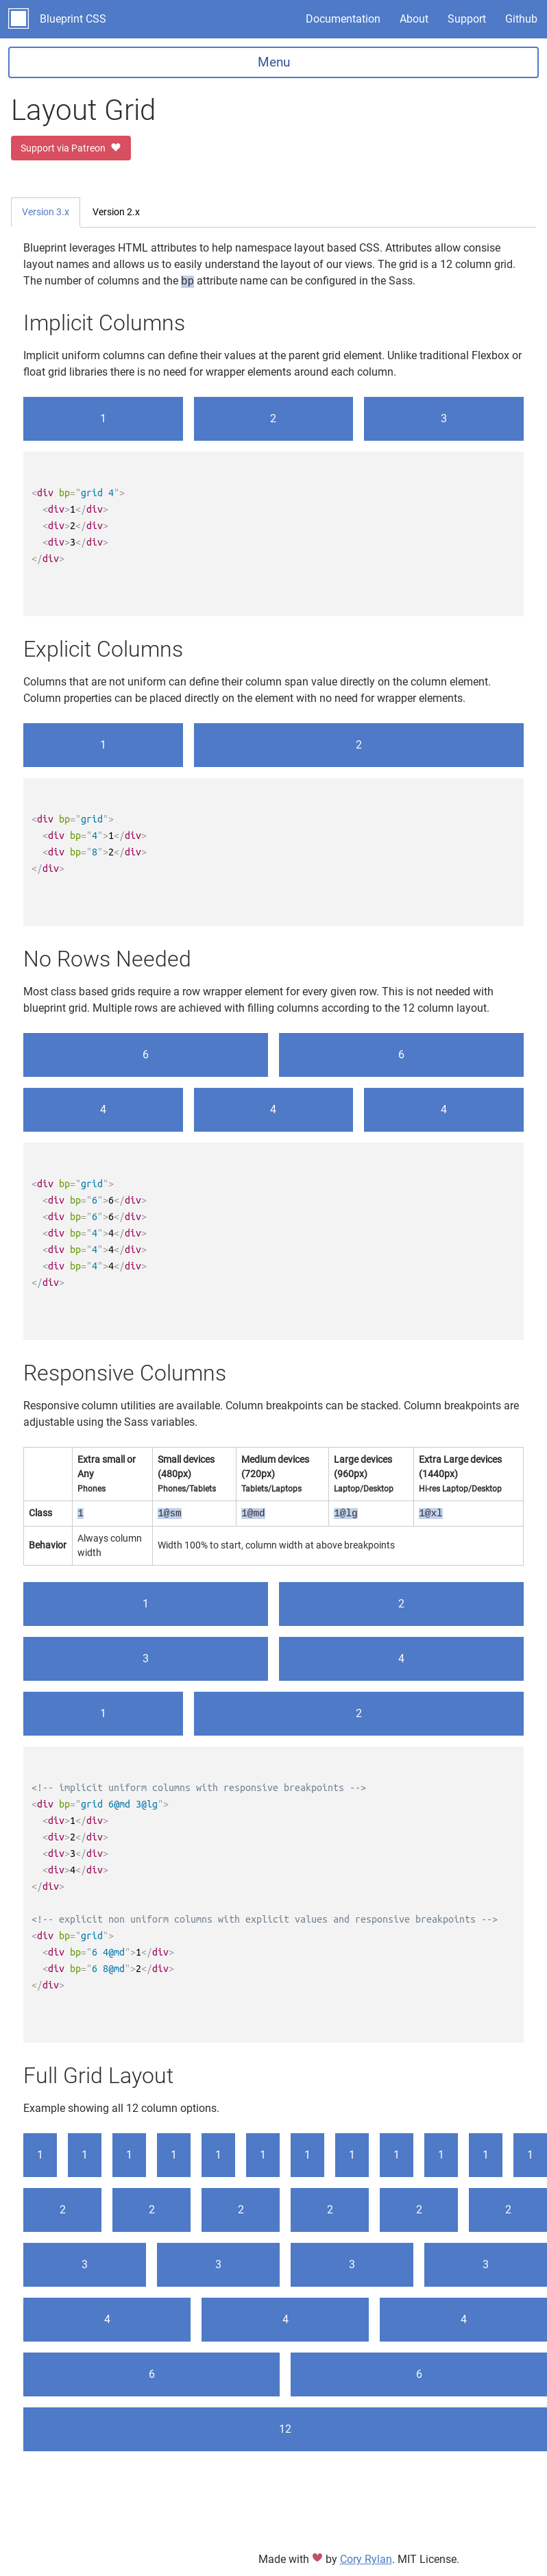 Blueprint CSS
Documentation About Support Github
Menu
Layout Grid
Support via Patreon
Version 3.x Version 2.x
Blueprint leverages HTML attributes to help namespace layout based CSS. Attributes allow consise
layout names and allows us to easily understand the layout of our views. The grid is a 12 column grid.
The number of columns and the bp attribute name can be configured in the Sass.
Implicit Columns
Implicit uniform columns can define their values at the parent grid element. Unlike traditional Flexbox or
float grid libraries there is no need for wrapper elements around each column.
1 2 3
<div bp="grid 4">
<div>1</div>
<div>2</div>
<div>3</div>
</div>
Explicit Columns
Columns that are not uniform can define their column span value directly on the column element.
Column properties can be placed directly on the element with no need for wrapper elements.
1 2
<div bp="grid">
<div bp="4">1</div>
<div bp="8">2</div>
</div>
No Rows Needed
Most class based grids require a row wrapper element for every given row. This is not needed with
blueprint grid. Multiple rows are achieved with filling columns according to the 12 column layout.
6 6
4 4 4
<div bp="grid">
<div bp="6">6</div>
<div bp="6">6</div>
<div bp="4">4</div>
<div bp="4">4</div>
<div bp="4">4</div>
</div>
Responsive Columns
Responsive column utilities are available. Column breakpoints can be stacked. Column breakpoints are
adjustable using the Sass variables.
Extra small or Any Phones
Small devices (480px) Phones/Tablets
Medium devices (720px) Tablets/Laptops
Large devices (960px) Laptop/Desktop
Extra Large devices (1440px) Hi-res Laptop/Desktop
Class 1 1@sm 1@md 1@lg 1@xl
Behavior Always column width Width 100% to start, column width at above breakpoints
1 2
3 4
1 2
<!-- implicit uniform columns with responsive breakpoints -->
<div bp="grid 6@md 3@lg">
<div>1</div>
<div>2</div>
<div>3</div>
<div>4</div>
</div>
<!-- explicit non uniform columns with explicit values and responsive breakpoints -->
<div bp="grid">
<div bp="6 4@md">1</div>
<div bp="6 8@md">2</div>
</div>
Full Grid Layout
Example showing all 12 column options.
1 1 1 1 1 1 1 1 1 1 1 1
2 2 2 2 2 2
3 3 3 3
4 4 4
6 6
12
Made with by Cory Rylan. MIT License.